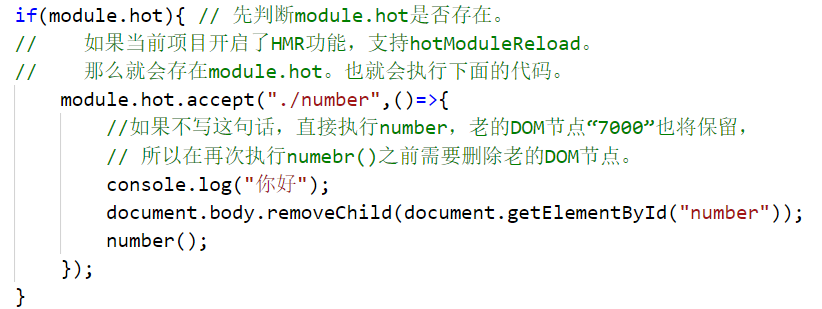 if(module.hot){ // 先判断module.hot是否存在。
//    如果当前项目开启了HMR功能，支持hotModuleReload。
//    那么就会存在module.hot。也就会执行下面的代码。
    module.hot.accept("./number",()=>{
        //如果不写这句话，直接执行number，老的DOM节点“7000”也将保留，
        // 所以在再次执行numebr()之前需要删除老的DOM节点。
        console.log("你好");
        document.body.removeChild(document.getElementById("number"));
        number();
    });
}